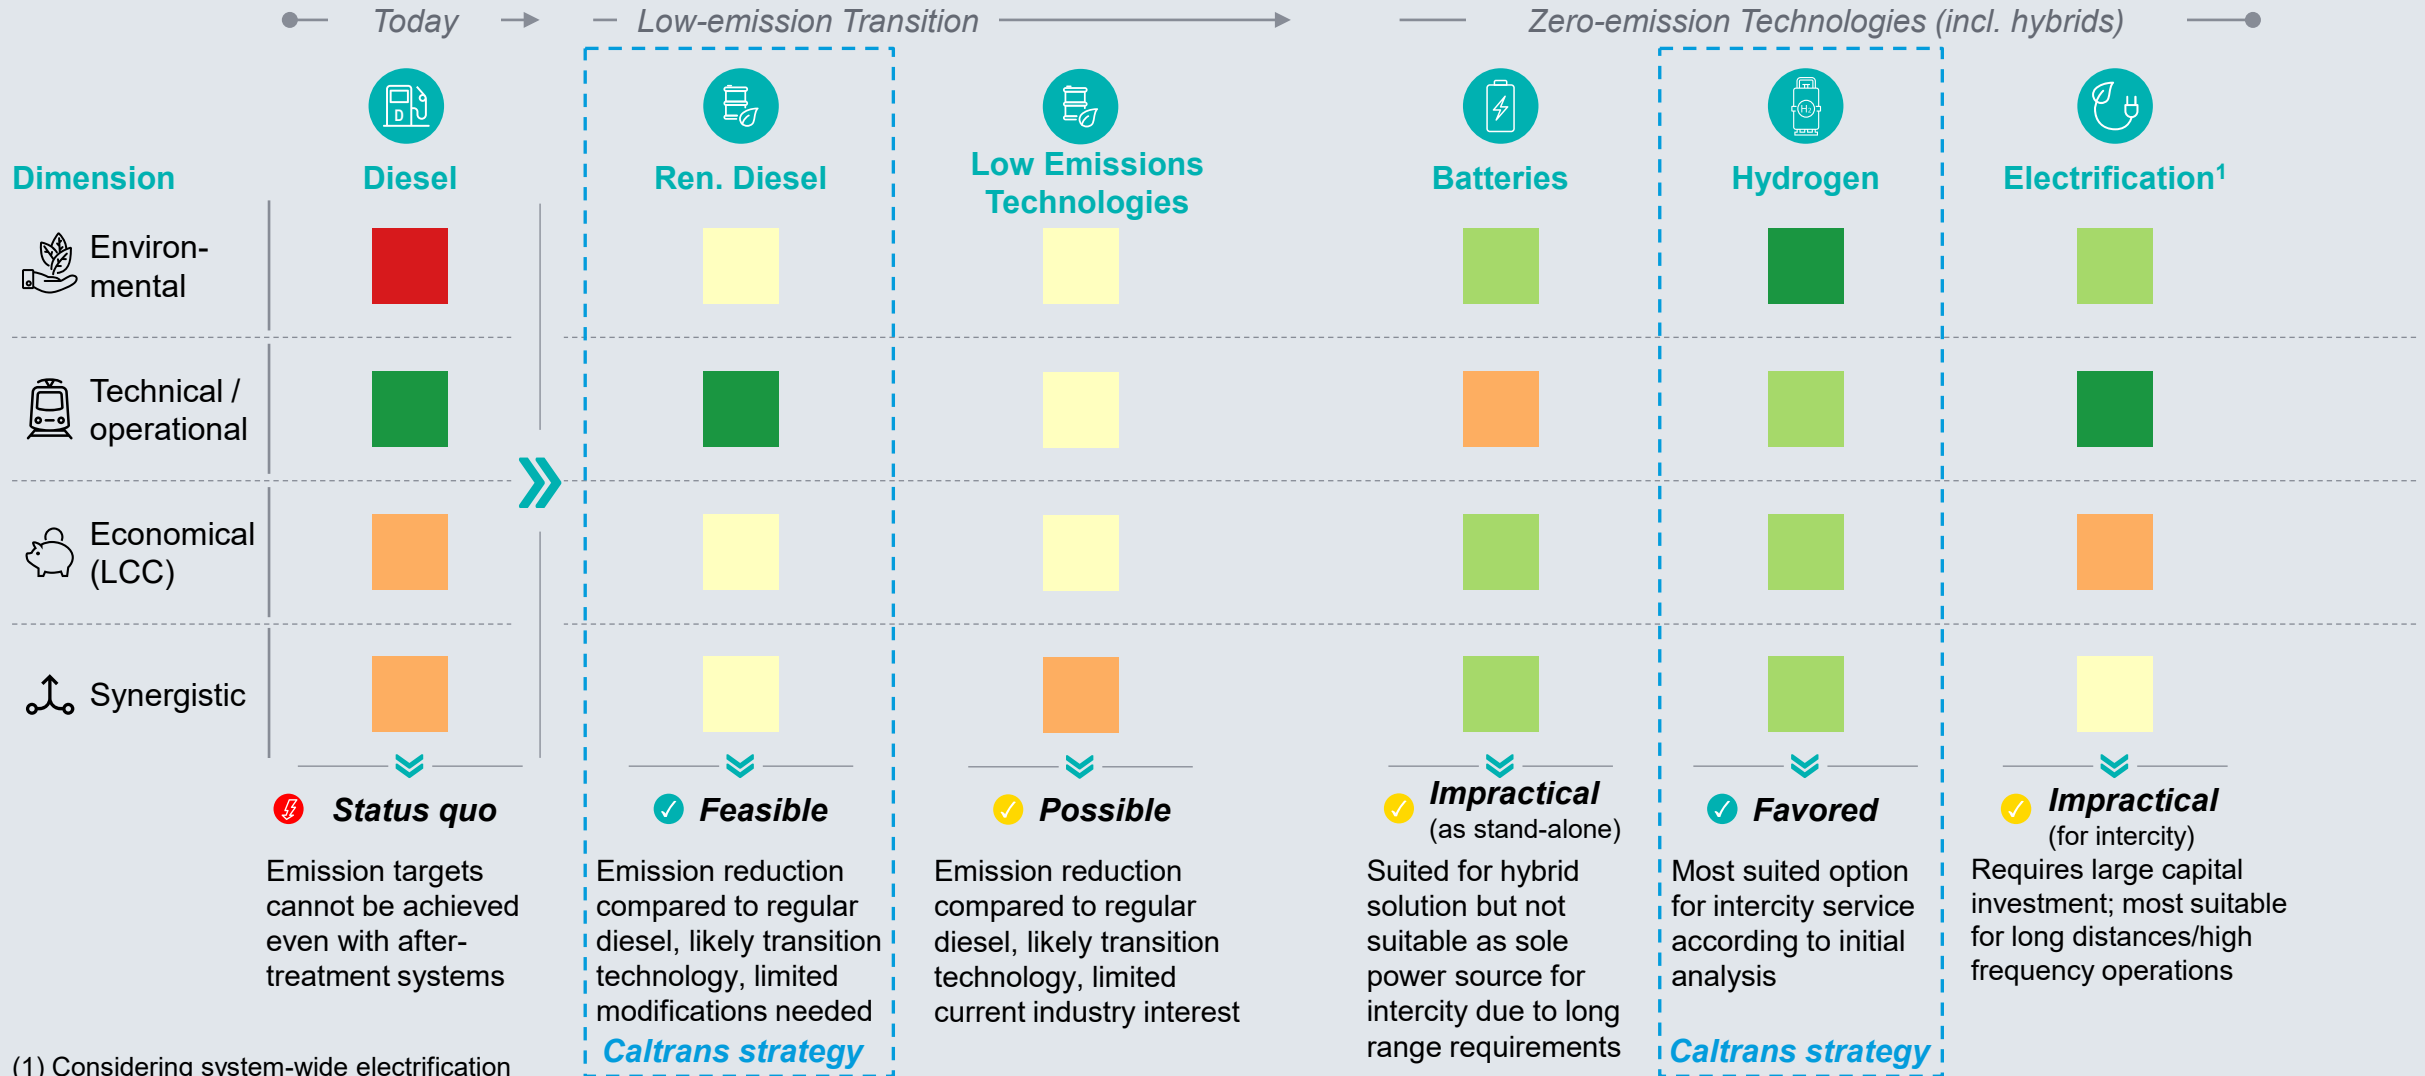 Today
Low-emission Transition
Zero-emission Technologies (incl. hybrids)
D
H₂
Dimension
Diesel
Ren. Diesel
Low Emissions
Technologies
Batteries
Hydrogen
Electrification¹
Environ-
mental
Technical /
operational
Economical
(LCC)
Synergistic
Status quo
Emission targets
cannot be achieved
even with after-
treatment systems
Feasible
Emission reduction
compared to regular
diesel, likely transition
technology, limited
modifications needed
Caltrans strategy
Possible
Emission reduction
compared to regular
diesel, likely transition
technology, limited
current industry interest
Impractical
(as stand-alone)
Suited for hybrid
solution but not
suitable as sole
power source for
intercity due to long
range requirements
Favored
Most suited option
for intercity service
according to initial
analysis
Caltrans strategy
Impractical
(for intercity)
Requires large capital
investment; most suitable
for long distances/high
frequency operations
(1) Considering system-wide electrification